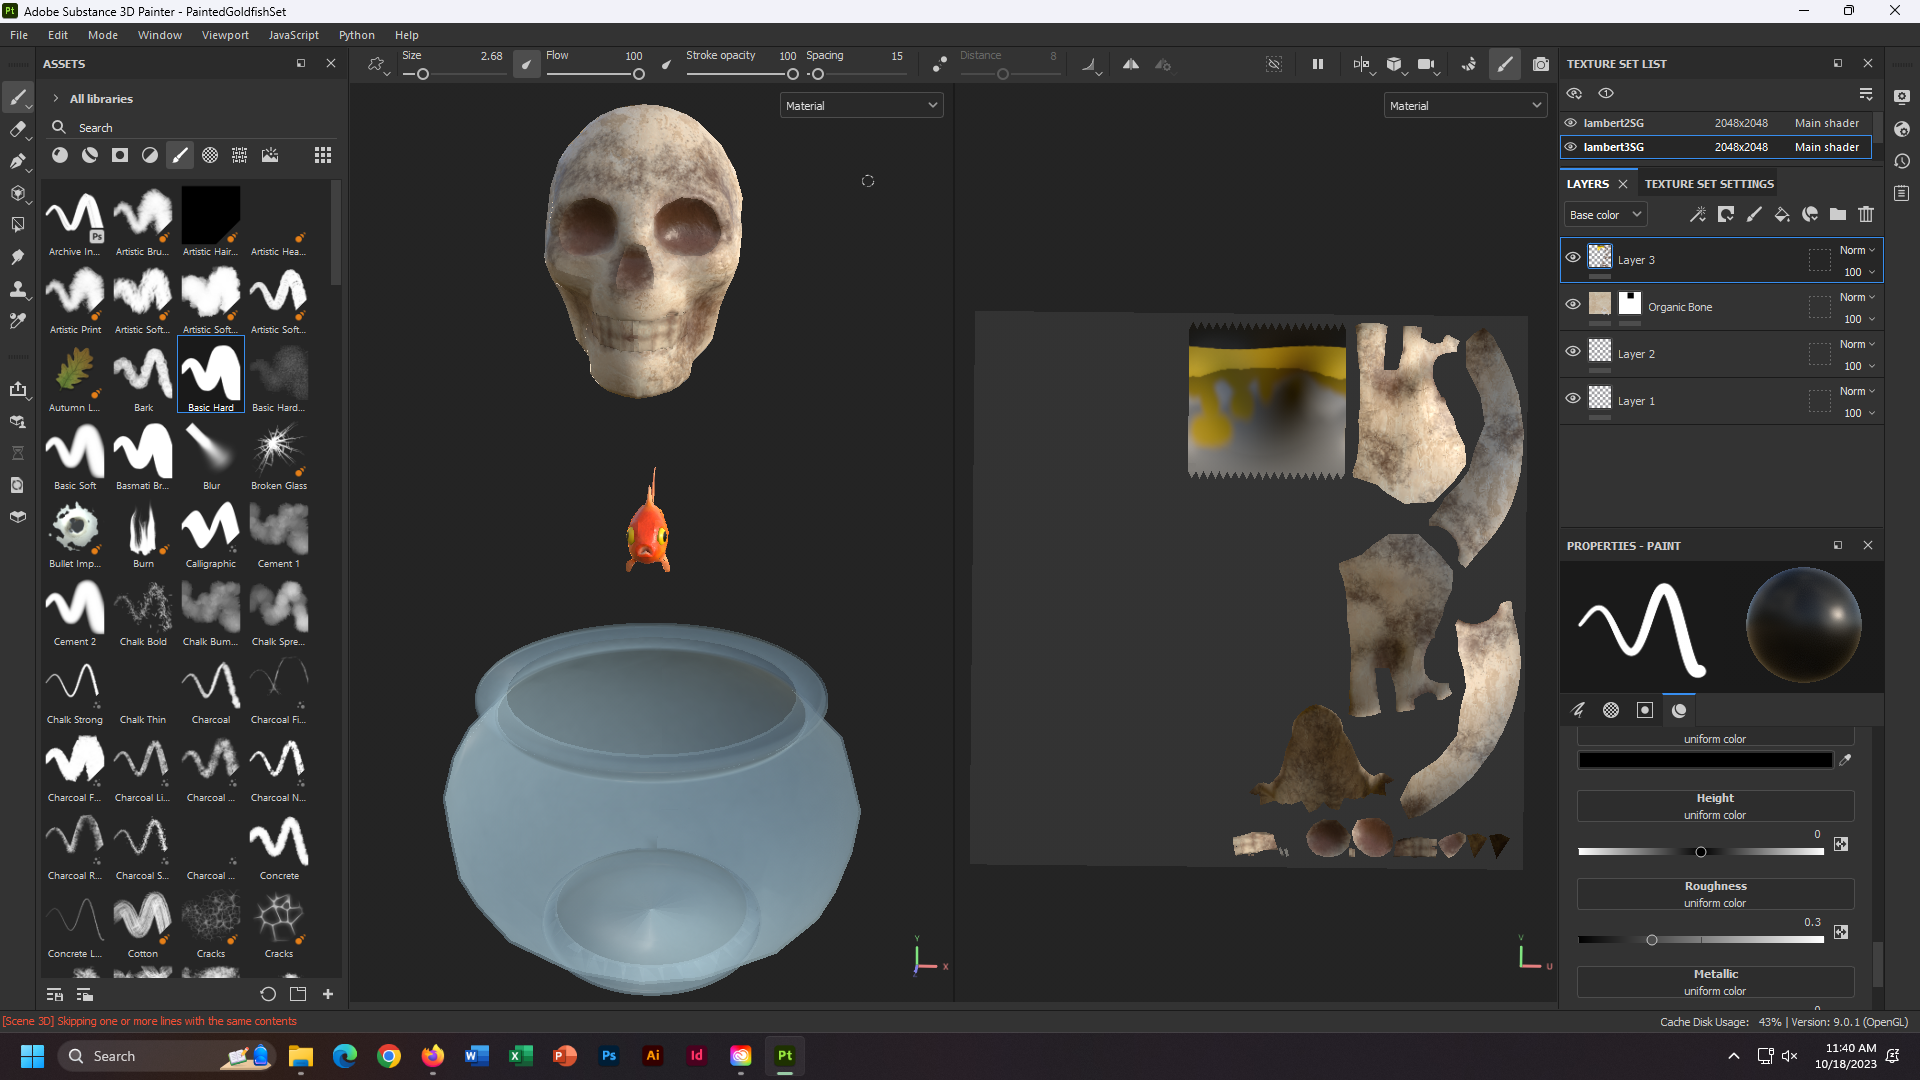 Adobe Substance 3D Painter - PaintedGoldfishSet
File Edit Mode Window Viewport JavaScript Python Help
ASSETS
All libraries
Search
Archive In... Artistic Bru... Artistic Hair... Artistic Hea...
Artistic Print Artistic Soft... Artistic Soft... Artistic Soft...
Autumn L... Bark Basic Hard Basic Hard...
Basic Soft Basmati Br... Blur Broken Glass
Bullet Imp... Burn Calligraphic Cement 1
Cement 2 Chalk Bold Chalk Bum... Chalk Spre...
Chalk Strong Chalk Thin Charcoal Charcoal Fi...
Charcoal F... Charcoal Li... Charcoal ... Charcoal N...
Charcoal R... Charcoal S... Charcoal ... Concrete
Concrete L... Cotton Cracks Cracks
Size 2.68 Flow 100 Stroke opacity 100 Spacing 15 Distance 8
Material
Material
Y
X
Z
V
U
TEXTURE SET LIST
lambert2SG 2048x2048 Main shader
lambert3SG 2048x2048 Main shader
LAYERS TEXTURE SET SETTINGS
Base color
Layer 3 Norm 100
Organic Bone Norm 100
Layer 2 Norm 100
Layer 1 Norm 100
PROPERTIES - PAINT
uniform color
Height
uniform color
0
Roughness
uniform color
0.3
Metallic
uniform color
[Scene 3D] Skipping one or more lines with the same contents
Cache Disk Usage: 43% | Version: 9.0.1 (OpenGL)
Search
11:40 AM
10/18/2023